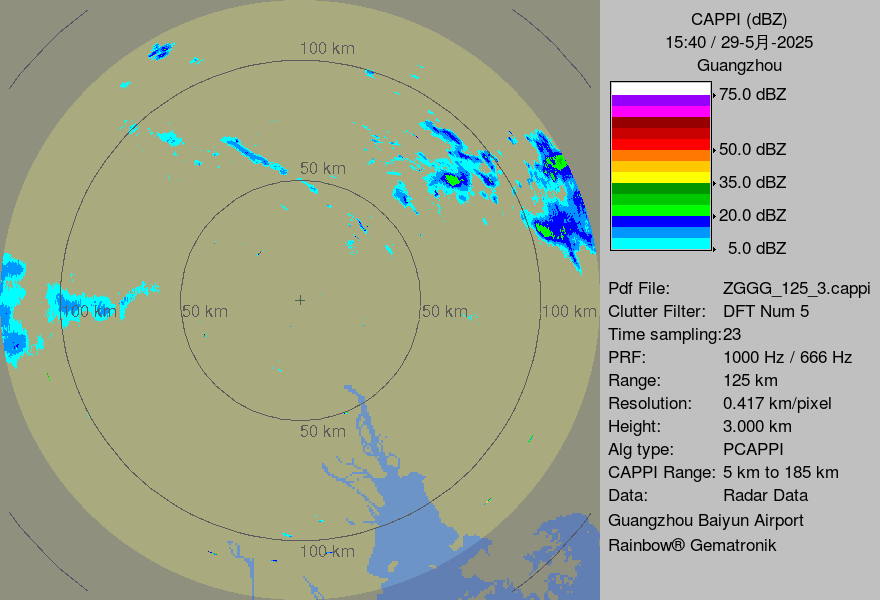 CAPPI (dBZ)
15:40 / 29-5月-2025
Guangzhou
75.0 dBZ
50.0 dBZ
35.0 dBZ
20.0 dBZ
5.0 dBZ
Pdf File: ZGGG_125_3.cappi
Clutter Filter: DFT Num 5
Time sampling:23
PRF: 1000 Hz / 666 Hz
Range: 125 km
Resolution: 0.417 km/pixel
Height: 3.000 km
Alg type: PCAPPI
CAPPI Range: 5 km to 185 km
Data: Radar Data
Guangzhou Baiyun Airport
Rainbow® Gematronik
100 km
50 km
100 km 50 km 50 km 100 km
50 km
100 km